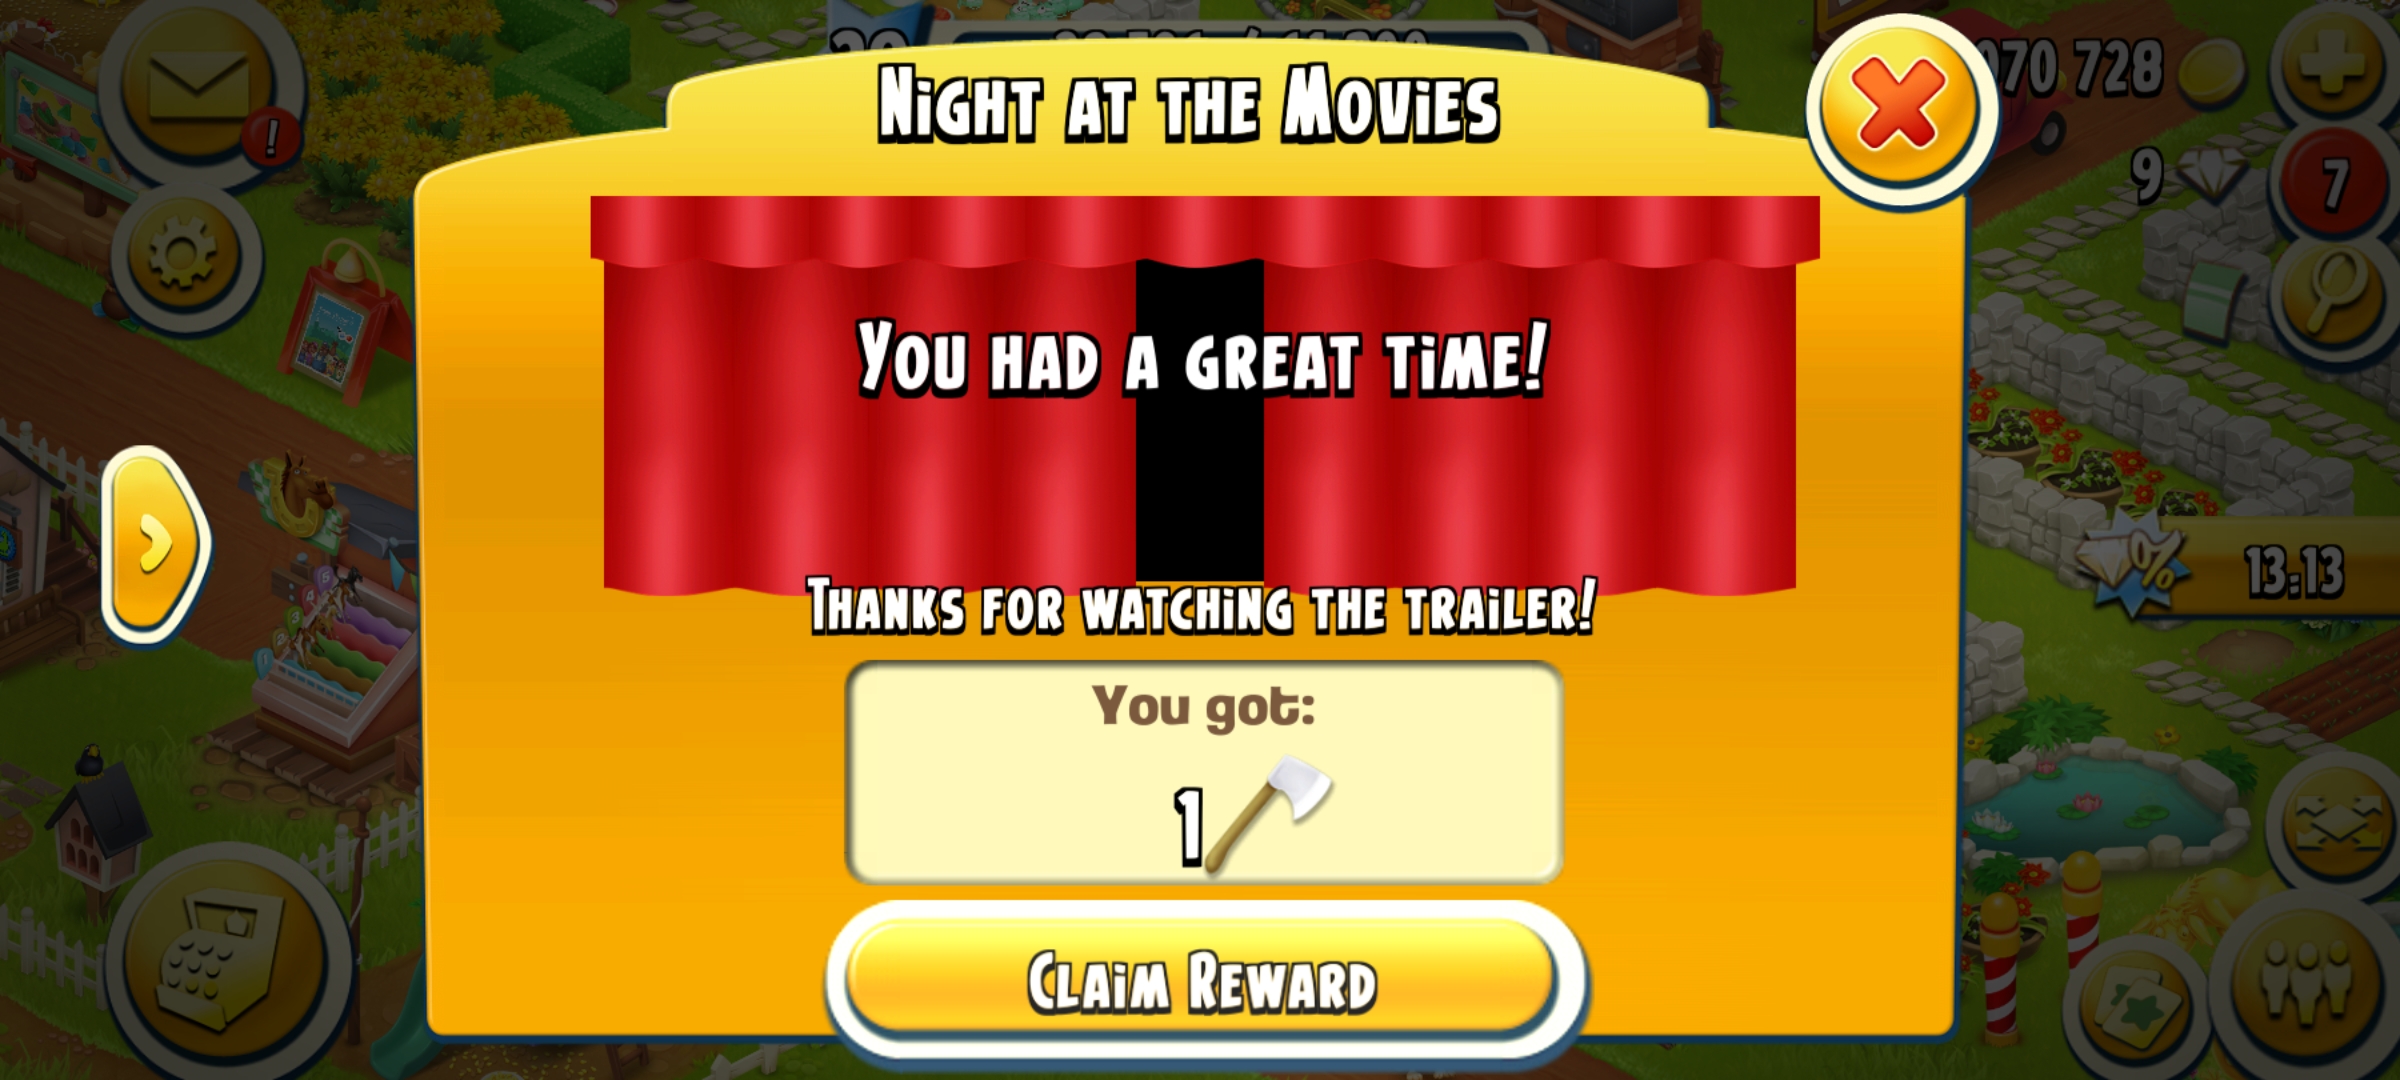 Night at the Movies
070 728
9
7
You had a great time!
13:13
Thanks for watching the trailer!
You got:
1
Claim Reward